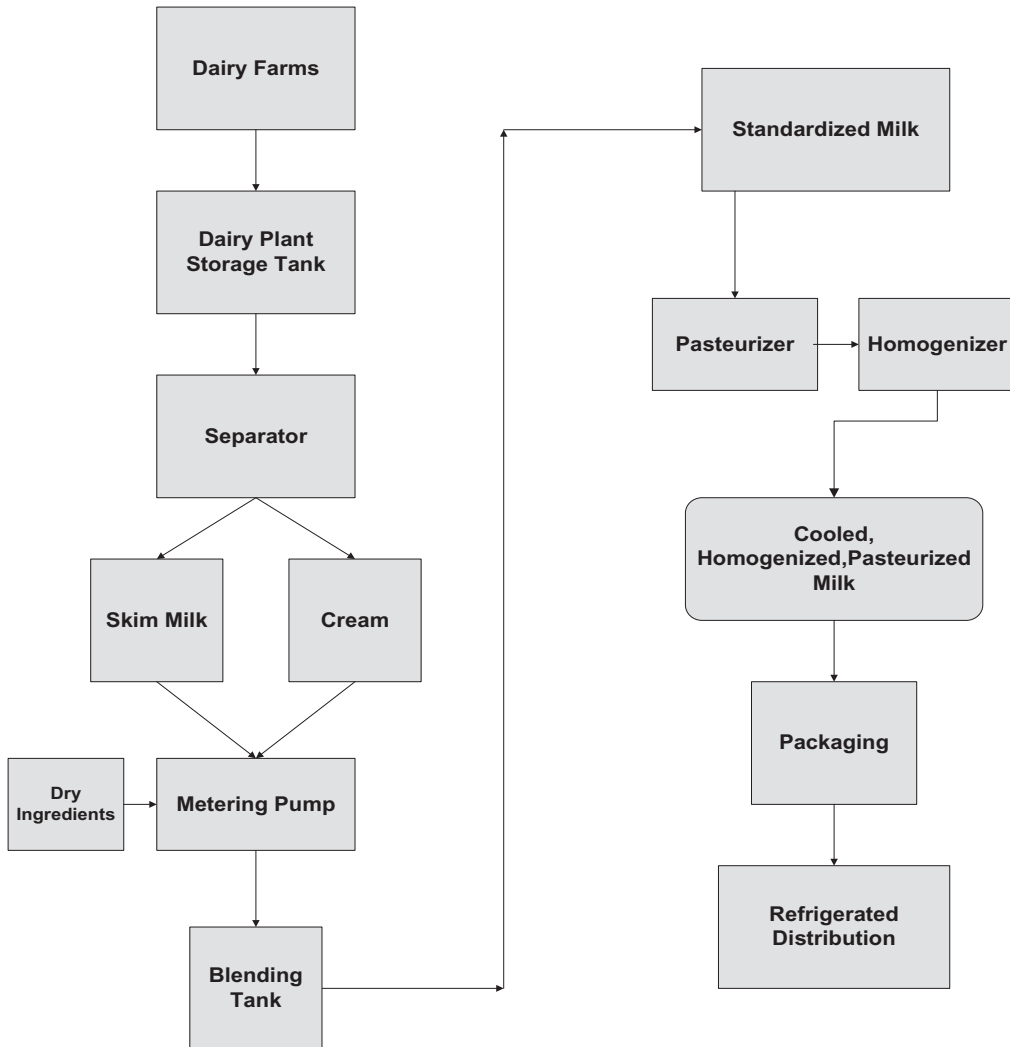 Dairy Farms
Dairy Plant
Storage Tank
Separator
Skim Milk
Cream
Dry
Ingredients
Metering Pump
Blending
Tank
Standardized Milk
Pasteurizer
Homogenizer
Cooled,
Homogenized,Pasteurized
Milk
Packaging
Refrigerated
Distribution